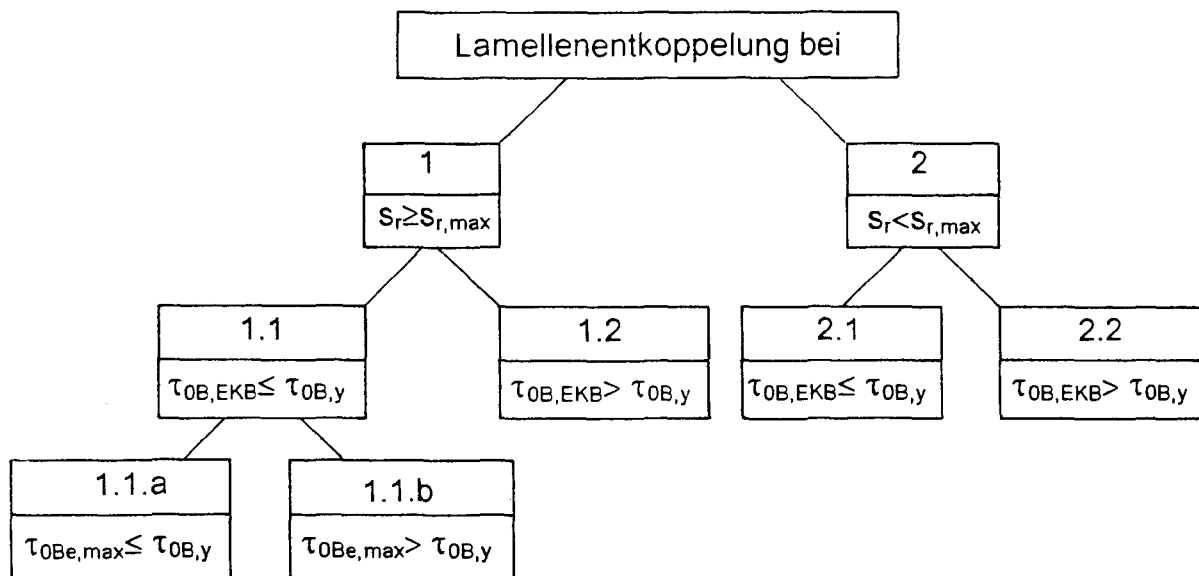 Lamellenentkoppelung bei
1
2
sᵣ≥sᵣ,max
sᵣ<sᵣ,max
1.1
1.2
2.1
2.2
τ0B,EKB≤ τ0B,y
τ0B,EKB> τ0B,y
τ0B,EKB≤ τ0B,y
τ0B,EKB> τ0B,y
1.1.a
1.1.b
τ0Be,max≤ τ0B,y
τ0Be,max> τ0B,y